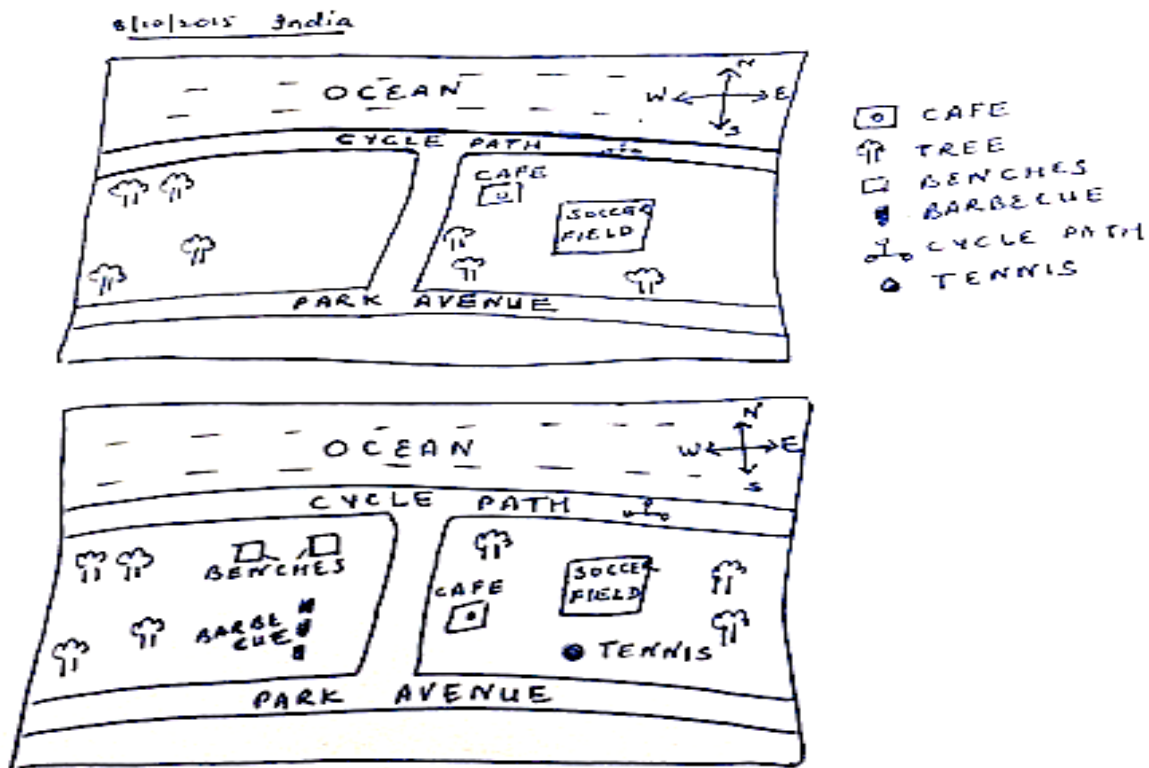 8/10/2015 India
OCEAN
N
W E
S
CYCLE PATH
CAFE
SOCCER
FIELD
PARK AVENUE
CAFE
TREE
BENCHES
BARBECUE
CYCLE PATH
TENNIS
OCEAN
N
W E
S
CYCLE PATH
BENCHES
BARBE
CUE
CAFE
SOCCER
FIELD
TENNIS
PARK AVENUE